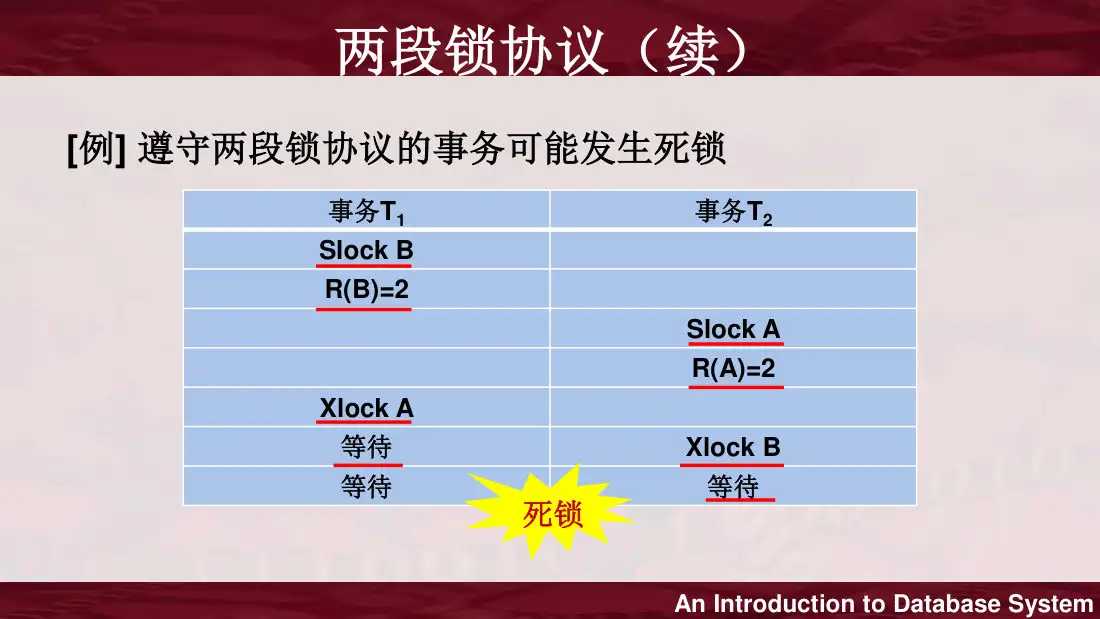 两段锁协议（续）
[例] 遵守两段锁协议的事务可能发生死锁
事务T1 事务T2
Slock B
R(B)=2
Slock A
R(A)=2
Xlock A
等待 Xlock B
等待 等待
死锁
An Introduction to Database System